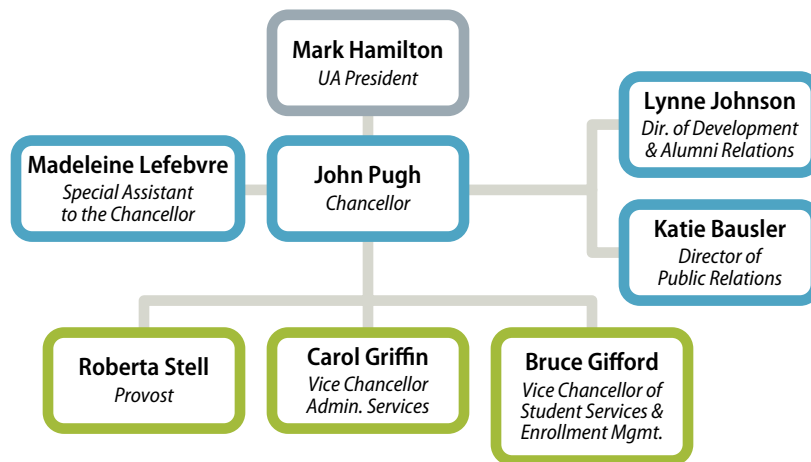 Mark Hamilton
UA President
Lynne Johnson
Dir. of Development
& Alumni Relations
Madeleine Lefebvre
Special Assistant
to the Chancellor
John Pugh
Chancellor
Katie Bausler
Director of
Public Relations
Roberta Stell
Provost
Carol Griffin
Vice Chancellor
Admin. Services
Bruce Gifford
Vice Chancellor of
Student Services &
Enrollment Mgmt.